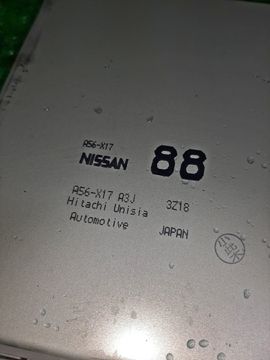 A56-X17
NISSAN 88
A56-X17 A3J 3Z18
Hitachi Unisia
Automotive JAPAN